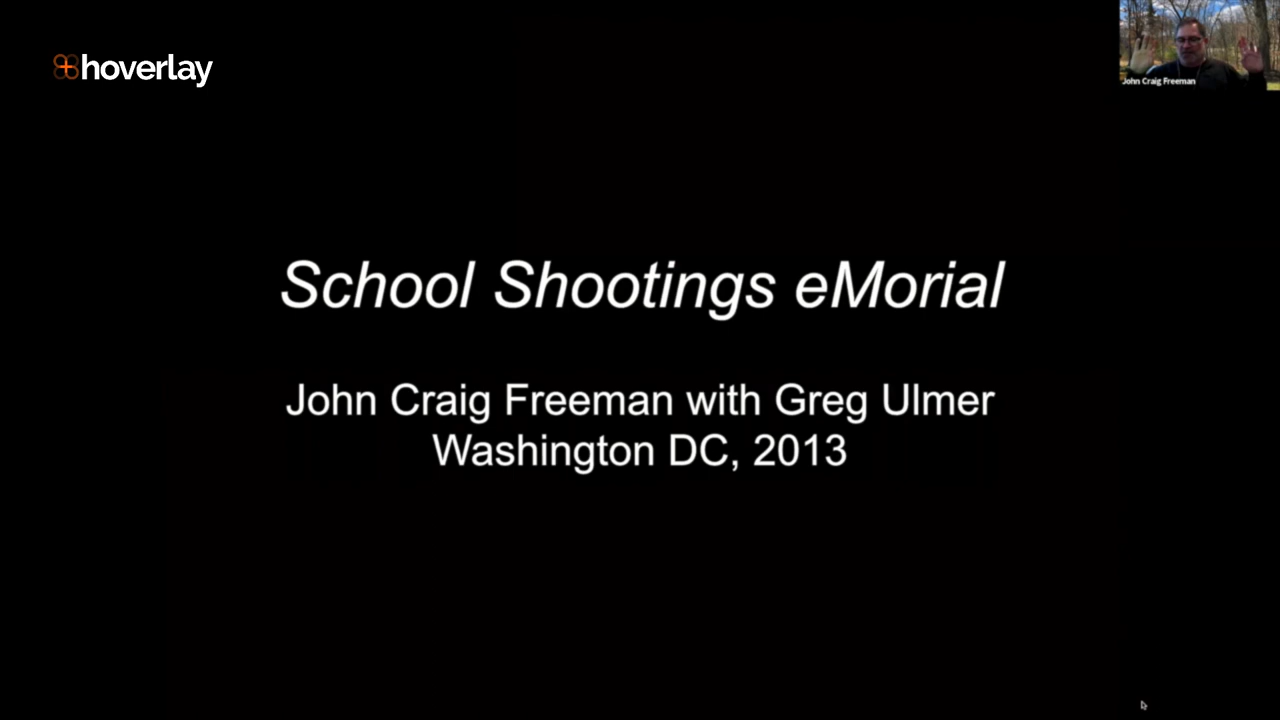 hoverlay
John Craig Freeman
School Shootings eMorial
John Craig Freeman with Greg Ulmer
Washington DC, 2013